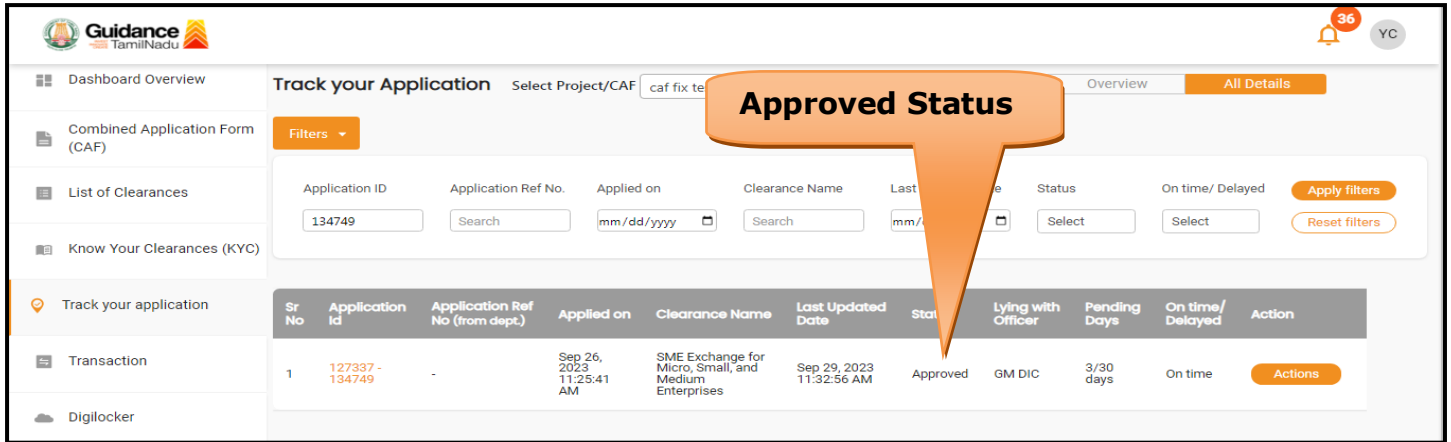 Guidance
TamilNadu
36
YC
Dashboard Overview
Combined Application Form
(CAF)
List of Clearances
Know Your Clearances (KYC)
Track your application
Transaction
Digilocker
Track your Application Select Project/CAF caf fix te
Overview All Details
Approved Status
Filters
Application ID Application Ref No. Applied on Clearance Name Last e Status On time/ Delayed Apply filters
134749 Search mm/dd/yyyy Search mm/ Select Select Reset filters
Sr
No
Application
Id
Application Ref
No (from dept.)
Applied on
Clearance Name
Last Updated
Date
Stat
Lying with
Officer
Pending
Days
On time/
Delayed
Action
1
127337 -
134749
-
Sep 26,
2023
11:25:41
AM
SME Exchange for
Micro, Small, and
Medium
Enterprises
Sep 29, 2023
11:32:56 AM
Approved
GM DIC
3/30
days
On time
Actions